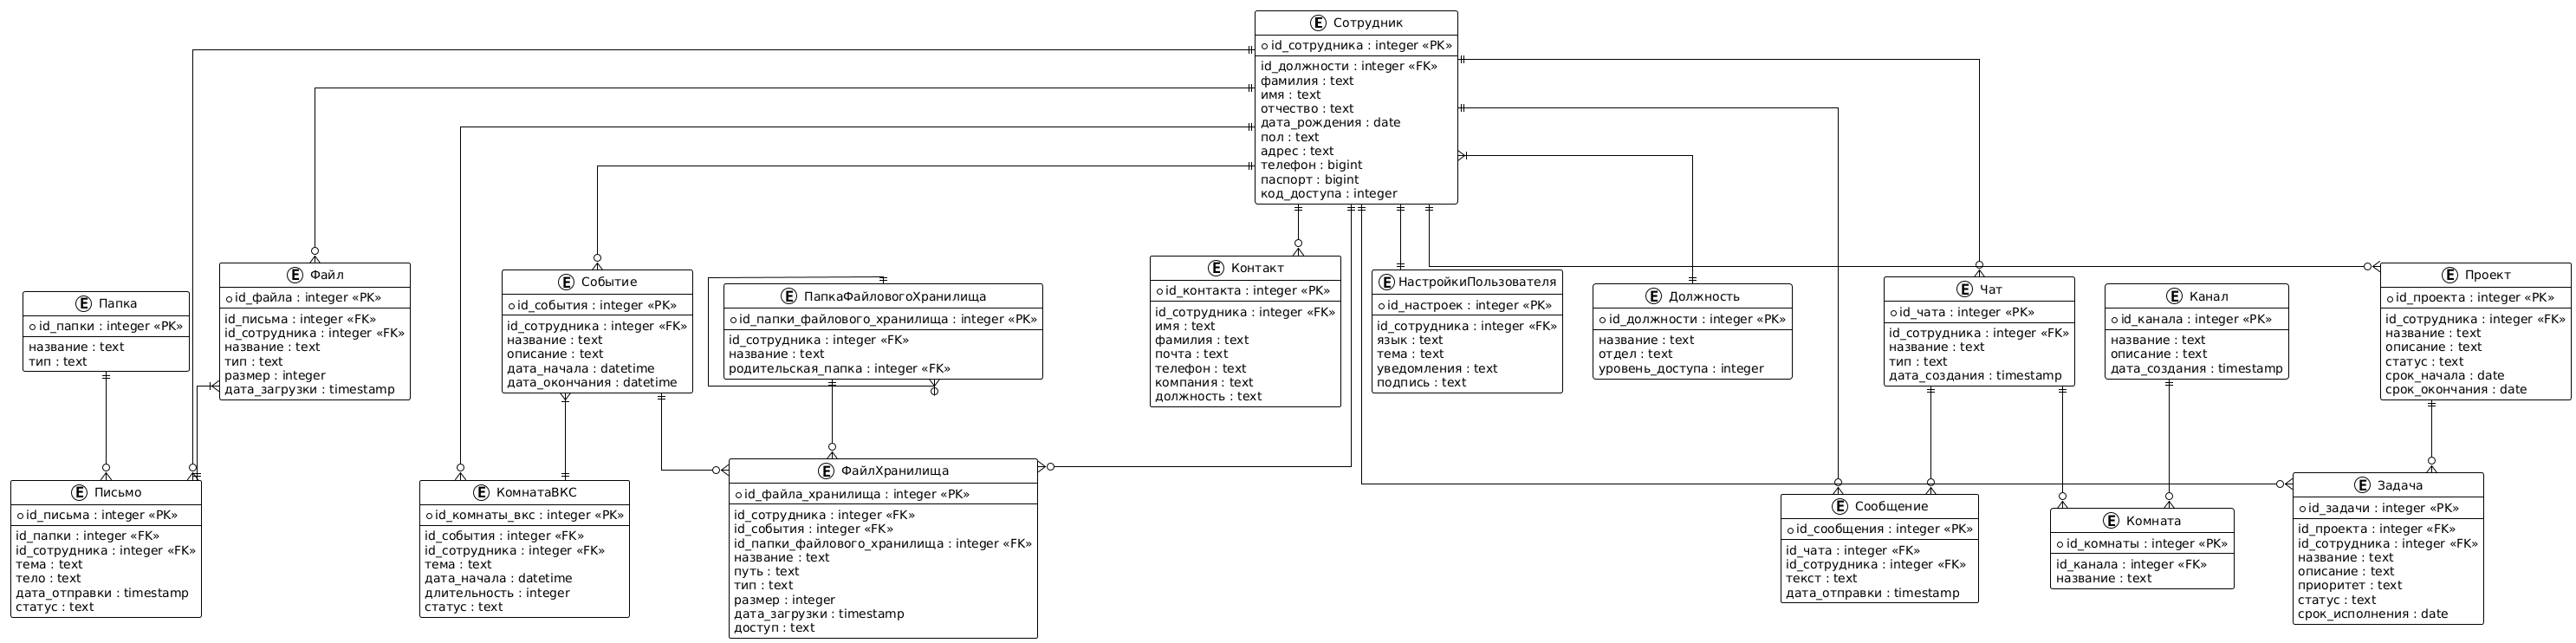 Сотрудник
id_сотрудника : integer «PK»
id_должности : integer «FK»
фамилия : text
имя : text
отчество : text
дата_рождения : date
пол : text
адрес : text
телефон : bigint
паспорт : bigint
код_доступа : integer
Папка
id_папки : integer «PK»
название : text
тип : text
Файл
id_файла : integer «PK»
id_письма : integer «FK»
id_сотрудника : integer «FK»
название : text
тип : text
размер : integer
дата_загрузки : timestamp
Событие
id_события : integer «PK»
id_сотрудника : integer «FK»
название : text
описание : text
дата_начала : datetime
дата_окончания : datetime
ПапкаФайловогоХранилища
id_папки_файлового_хранилища : integer «PK»
id_сотрудника : integer «FK»
название : text
родительская_папка : integer «FK»
Контакт
id_контакта : integer «PK»
id_сотрудника : integer «FK»
имя : text
фамилия : text
почта : text
телефон : text
компания : text
должность : text
НастройкиПользователя
id_настроек : integer «PK»
id_сотрудника : integer «FK»
язык : text
тема : text
уведомления : text
подпись : text
Должность
id_должности : integer «PK»
название : text
отдел : text
уровень_доступа : integer
Чат
id_чата : integer «PK»
id_сотрудника : integer «FK»
название : text
тип : text
дата_создания : timestamp
Канал
id_канала : integer «PK»
название : text
описание : text
дата_создания : timestamp
Проект
id_проекта : integer «PK»
id_сотрудника : integer «FK»
название : text
описание : text
статус : text
срок_начала : date
срок_окончания : date
Письмо
id_письма : integer «PK»
id_папки : integer «FK»
id_сотрудника : integer «FK»
тема : text
тело : text
дата_отправки : timestamp
статус : text
КомнатаВКС
id_комнаты_вкс : integer «PK»
id_события : integer «FK»
id_сотрудника : integer «FK»
тема : text
дата_начала : datetime
длительность : integer
статус : text
ФайлХранилища
id_файла_хранилища : integer «PK»
id_сотрудника : integer «FK»
id_события : integer «FK»
id_папки_файлового_хранилища : integer «FK»
название : text
путь : text
тип : text
размер : integer
дата_загрузки : timestamp
доступ : text
Сообщение
id_сообщения : integer «PK»
id_чата : integer «FK»
id_сотрудника : integer «FK»
текст : text
дата_отправки : timestamp
Комната
id_комнаты : integer «PK»
id_канала : integer «FK»
название : text
Задача
id_задачи : integer «PK»
id_проекта : integer «FK»
id_сотрудника : integer «FK»
название : text
описание : text
приоритет : text
статус : text
срок_исполнения : date